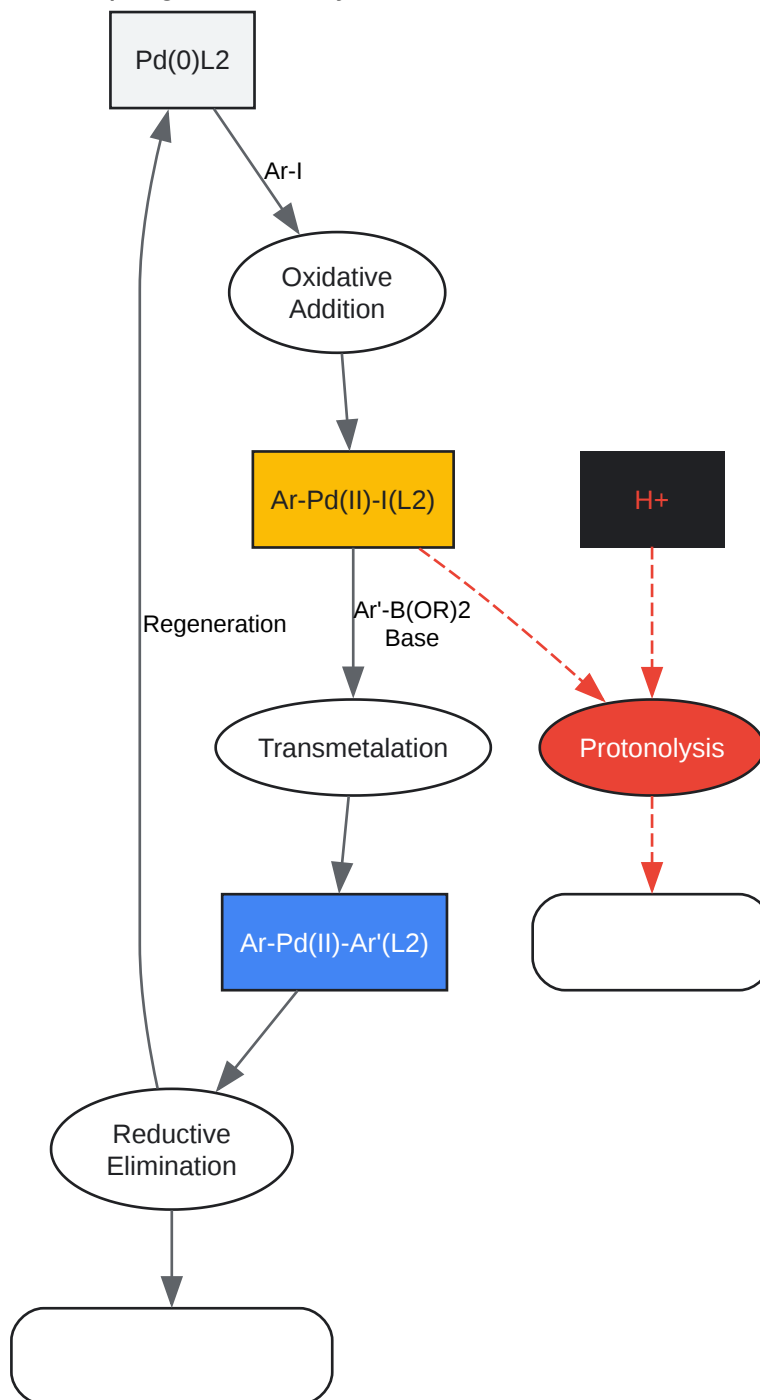 Pd(0)L2
Ar-I
Oxidative
Addition
Ar-Pd(II)-I(L2)
H+
Regeneration
Ar'-B(OR)2
Base
Transmetalation
Protonolysis
Ar-Pd(II)-Ar'(L2)
Reductive
Elimination